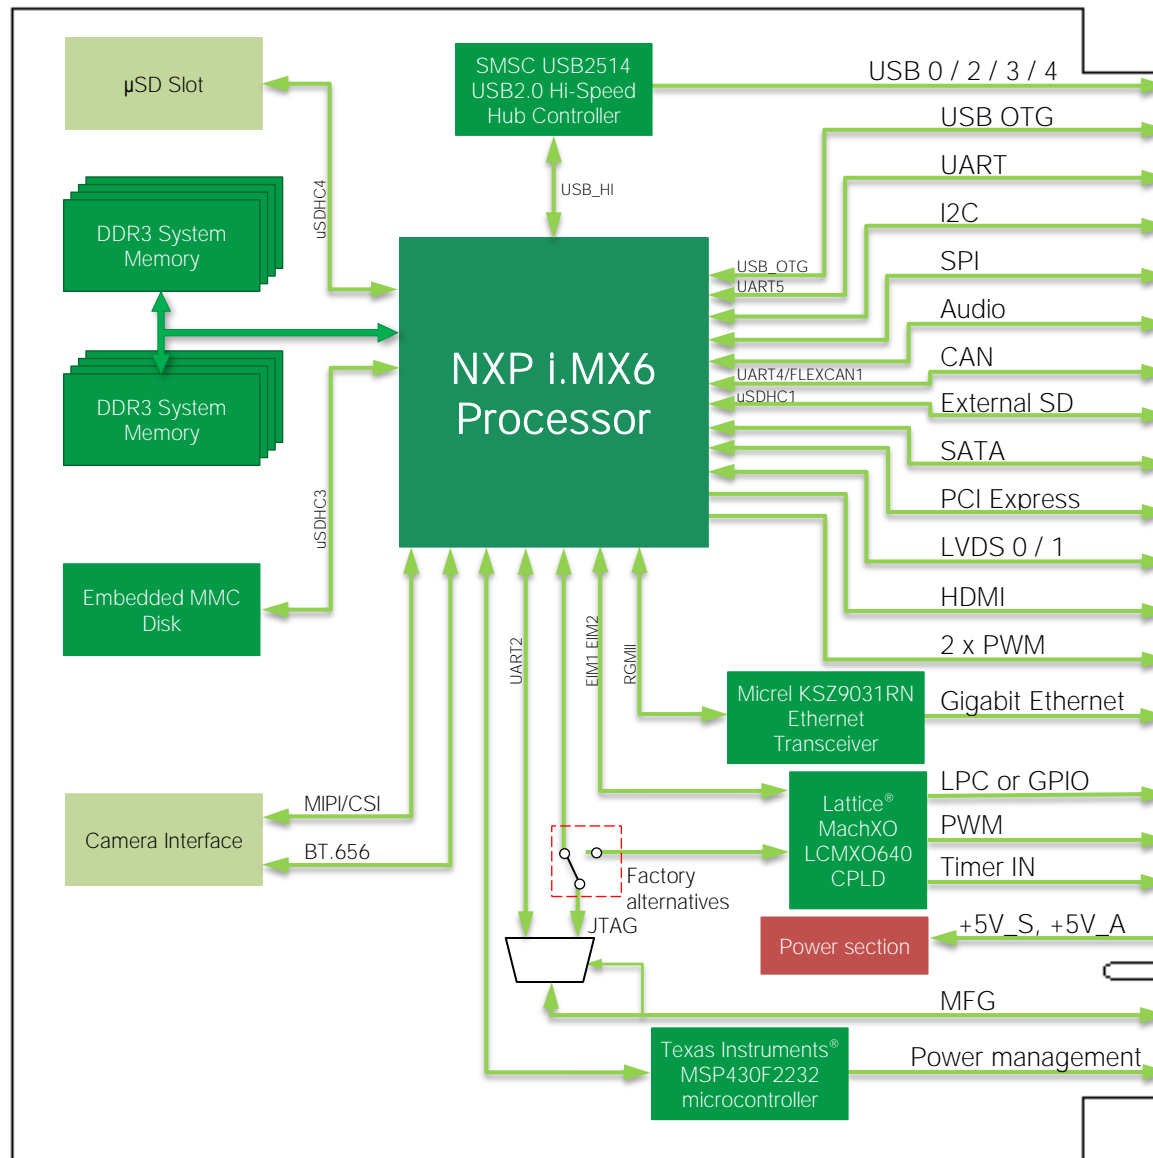 µSD Slot
SMSC USB2514
USB2.0 Hi-Speed
Hub Controller
USB 0 / 2 / 3 / 4
USB OTG
UART
I2C
SPI
Audio
CAN
External SD
SATA
PCI Express
LVDS 0 / 1
HDMI
2 x PWM
Gigabit Ethernet
LPC or GPIO
PWM
Timer IN
+5V_S, +5V_A
MFG
Power management
uSDHC4
USB_HI
DDR3 System
Memory
DDR3 System
Memory
NXP i.MX6
Processor
USB_OTG
UART5
UART4/FLEXCAN1
uSDHC1
uSDHC3
Embedded MMC
Disk
UART2
EIM1 EIM2
RGMII
Micrel KSZ9031RN
Ethernet
Transceiver
Camera Interface
MIPI/CSI
BT.656
Lattice®
MachXO
LCMXO640
CPLD
Factory
alternatives
JTAG
Power section
Texas Instruments®
MSP430F2232
microcontroller